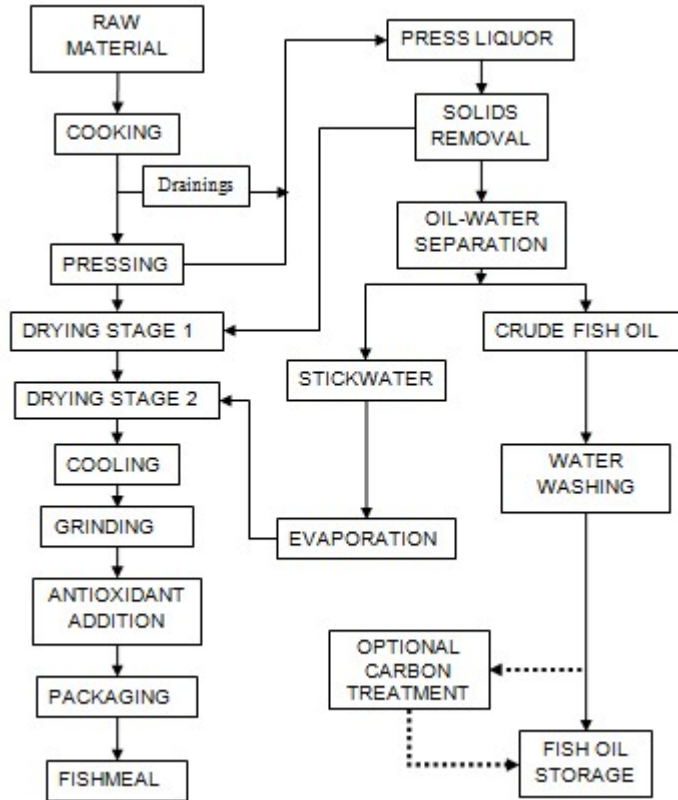 RAW
MATERIAL
COOKING
Drainings
PRESSING
DRYING STAGE 1
DRYING STAGE 2
COOLING
GRINDING
ANTIOXIDANT
ADDITION
PACKAGING
FISHMEAL
PRESS LIQUOR
SOLIDS
REMOVAL
OIL-WATER
SEPARATION
STICKWATER
EVAPORATION
CRUDE FISH OIL
WATER
WASHING
OPTIONAL
CARBON
TREATMENT
FISH OIL
STORAGE